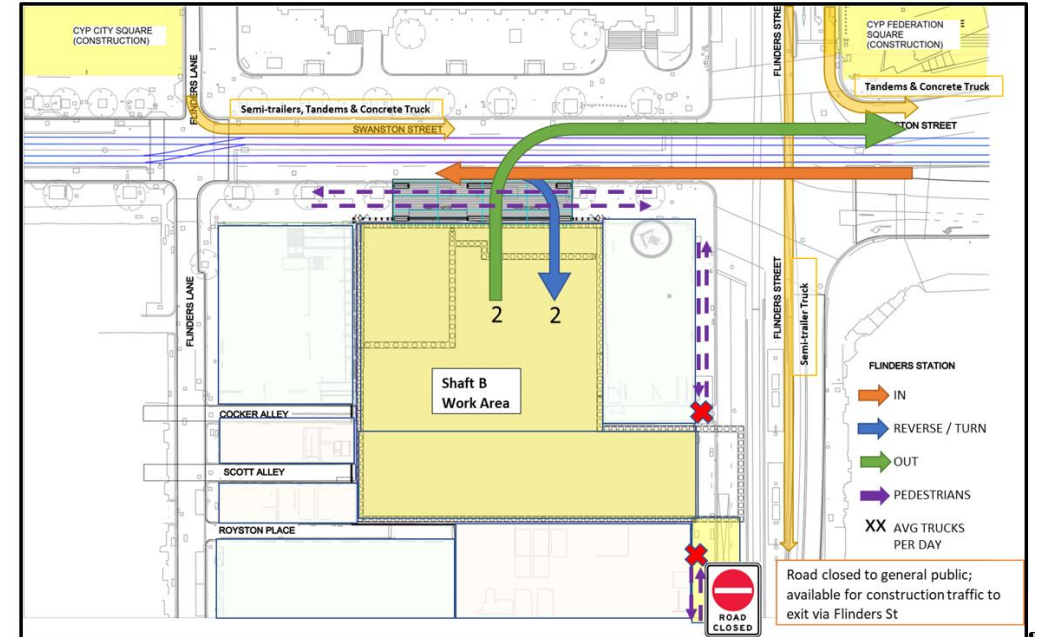 CYP CITY SQUARE
(CONSTRUCTION)
FLINDERS LANE
Semi-trailers, Tandems & Concrete Truck
SWANSTON STREET
FLINDERS STREE
CYP FEDERATION
SQUARE
(CONSTRUCTION)
Tandems & Concrete Truck
STON STREET
FLINDERS LANE
2
2
FLINDERS STREET
Semi-trailer Truck
Shaft B
Work Area
COCKER ALLEY
SCOTT ALLEY
ROYSTON PLACE
FLINDERS STATION
IN
REVERSE / TURN
OUT
PEDESTRIANS
XX AVG TRUCKS
PER DAY
Road closed to general public;
available for construction traffic to
exit via Flinders St
ROAD
CLOSED